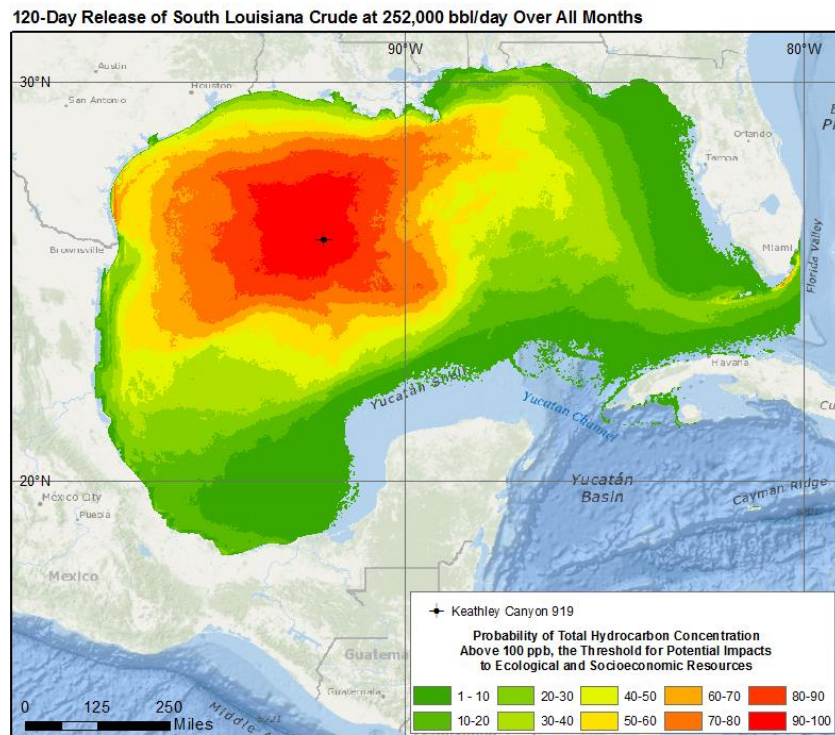 120-Day Release of South Louisiana Crude at 252,000 bbl/day Over All Months
90°W
80°W
30°N
Austin
Houston
San Antonio
Orlando
Tampa
Brownsville
Miami
Florida Valley
Havana
Yucatán Shelf
Yucatan Channel
20°N
México City
Puebla
Yucatán
Basin
Cayman Ridge
Mexico
Guatema
Guatemala
Middle A
Keathley Canyon 919
Probability of Total Hydrocarbon Concentration
Above 100 ppb, the Threshold for Potential Impacts
to Ecological and Socioeconomic Resources
1 - 10 20-30 40-50 60-70 80-90
10-20 30-40 50-60 70-80 90-100
0 125 250
Miles